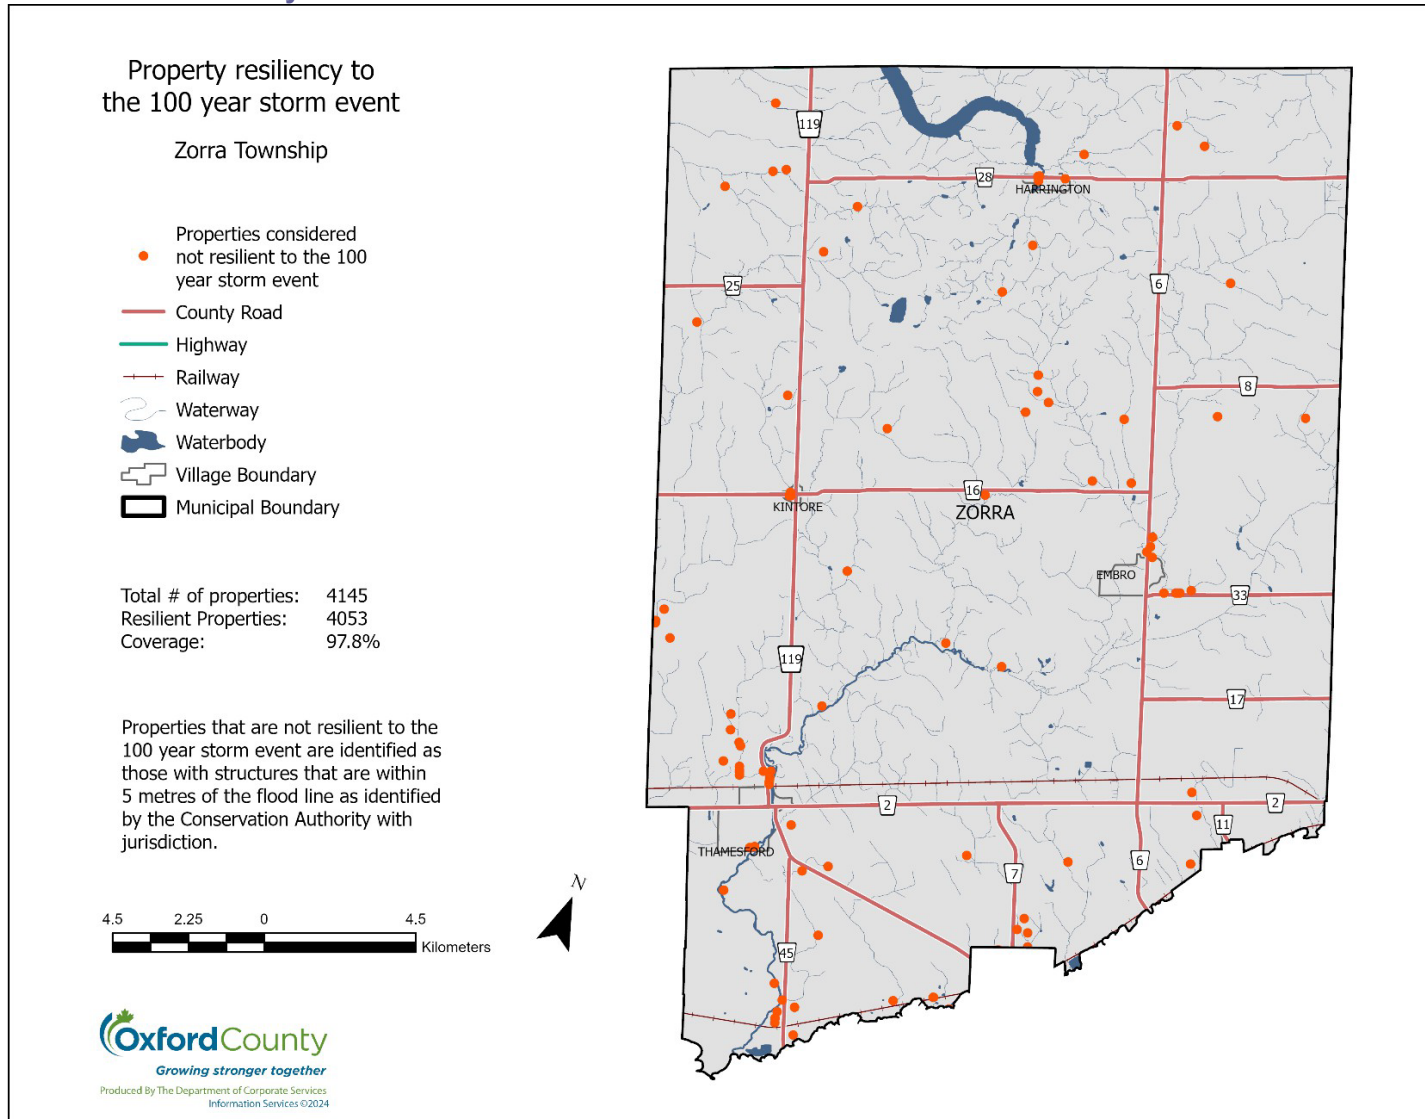 Property resiliency to
the 100 year storm event
Zorra Township
Properties considered
not resilient to the 100
year storm event
County Road
Highway
Railway
Waterway
Waterbody
Village Boundary
Municipal Boundary
Total # of properties: 4145
Resilient Properties: 4053
Coverage: 97.8%
Properties that are not resilient to the
100 year storm event are identified as
those with structures that are within
5 metres of the flood line as identified
by the Conservation Authority with
jurisdiction.
N
4.5 2.25 0 4.5
Kilometers
OxfordCounty
Growing stronger together
Produced By The Department of Corporate Services
Information Services ©2024
119
28
HARRINGTON
25
6
8
16
KINTORE
ZORRA
EMBRO
33
119
17
2
2
11
THAMESFORD
7
6
45